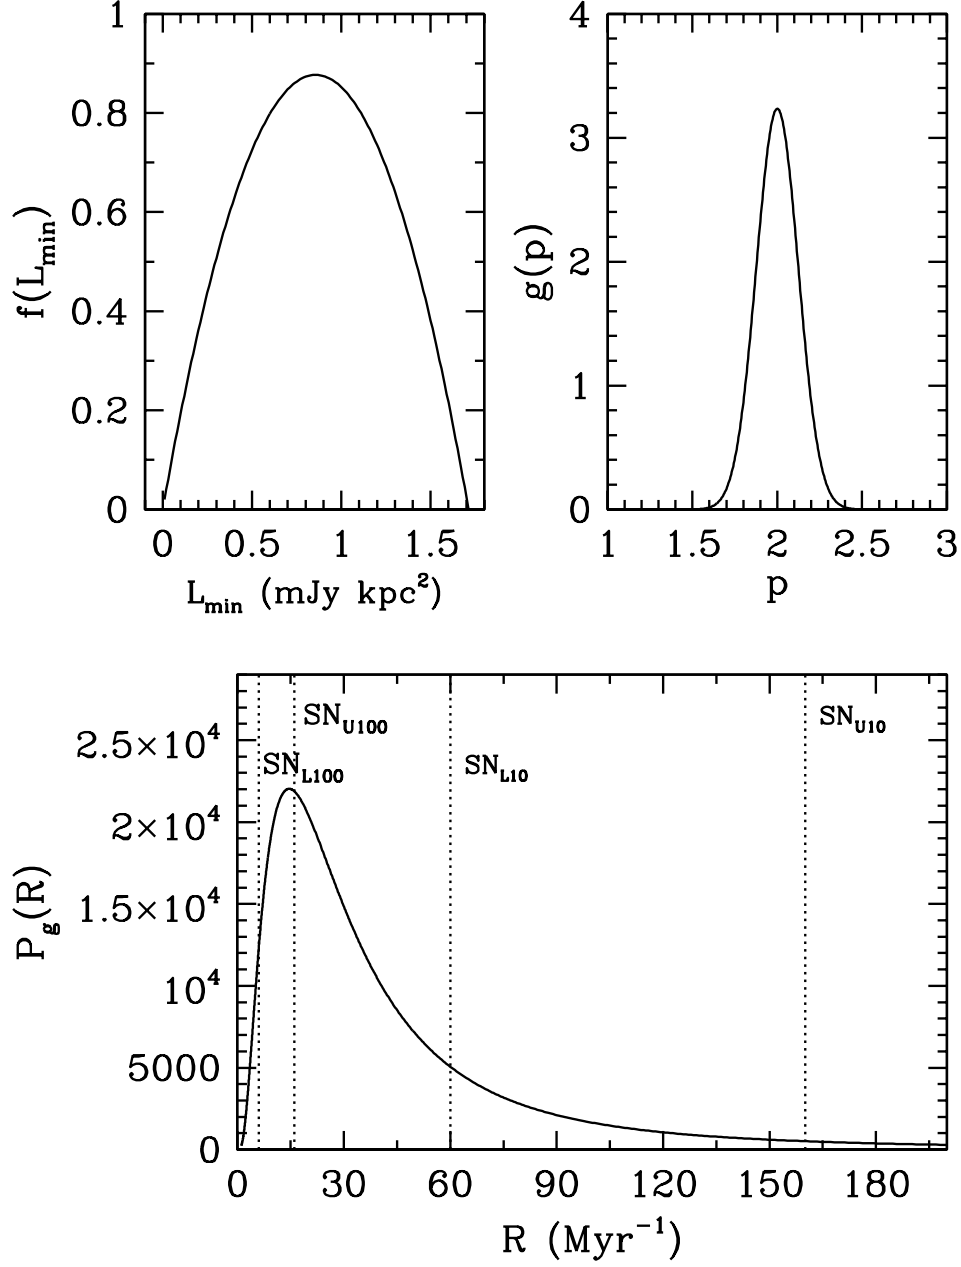 1
0.8
0.6
0.4
0.2
0
f(L_min)
0 0.5 1 1.5
L_min (mJy kpc²)
4
3
2
1
0
g(p)
1 1.5 2 2.5 3
p
SN_U100 SN_U10
SN_L100 SN_L10
2.5×10⁴
2×10⁴
1.5×10⁴
10⁴
5000
0
P_g(R)
0 30 60 90 120 150 180
R (Myr⁻¹)